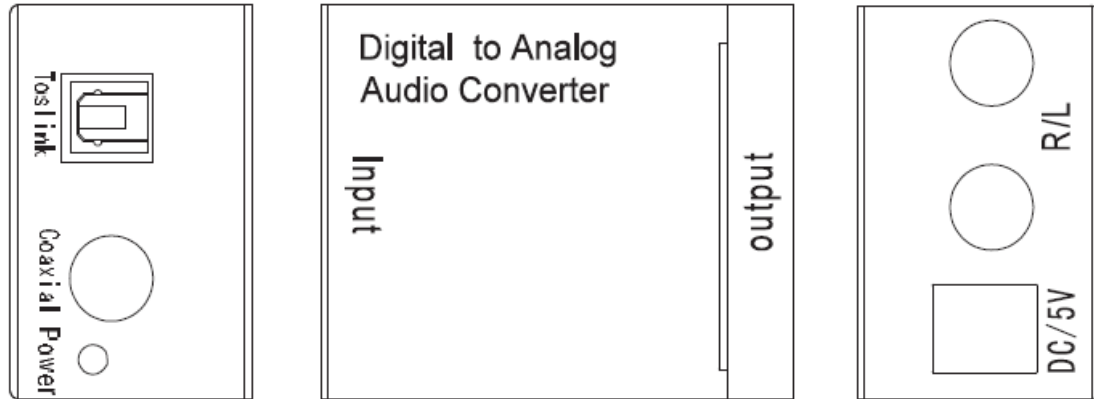 Toslink
Coaxial Power
Digital to Analog
Audio Converter
Input
output
R/L
DC/5V